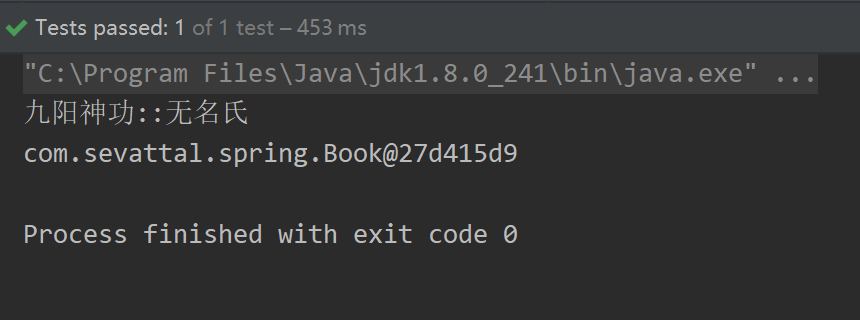 Tests passed: 1 of 1 test – 453 ms
"C:\Program Files\Java\jdk1.8.0_241\bin\java.exe" ...
九阳神功::无名氏
com.sevattal.spring.Book@27d415d9
Process finished with exit code 0